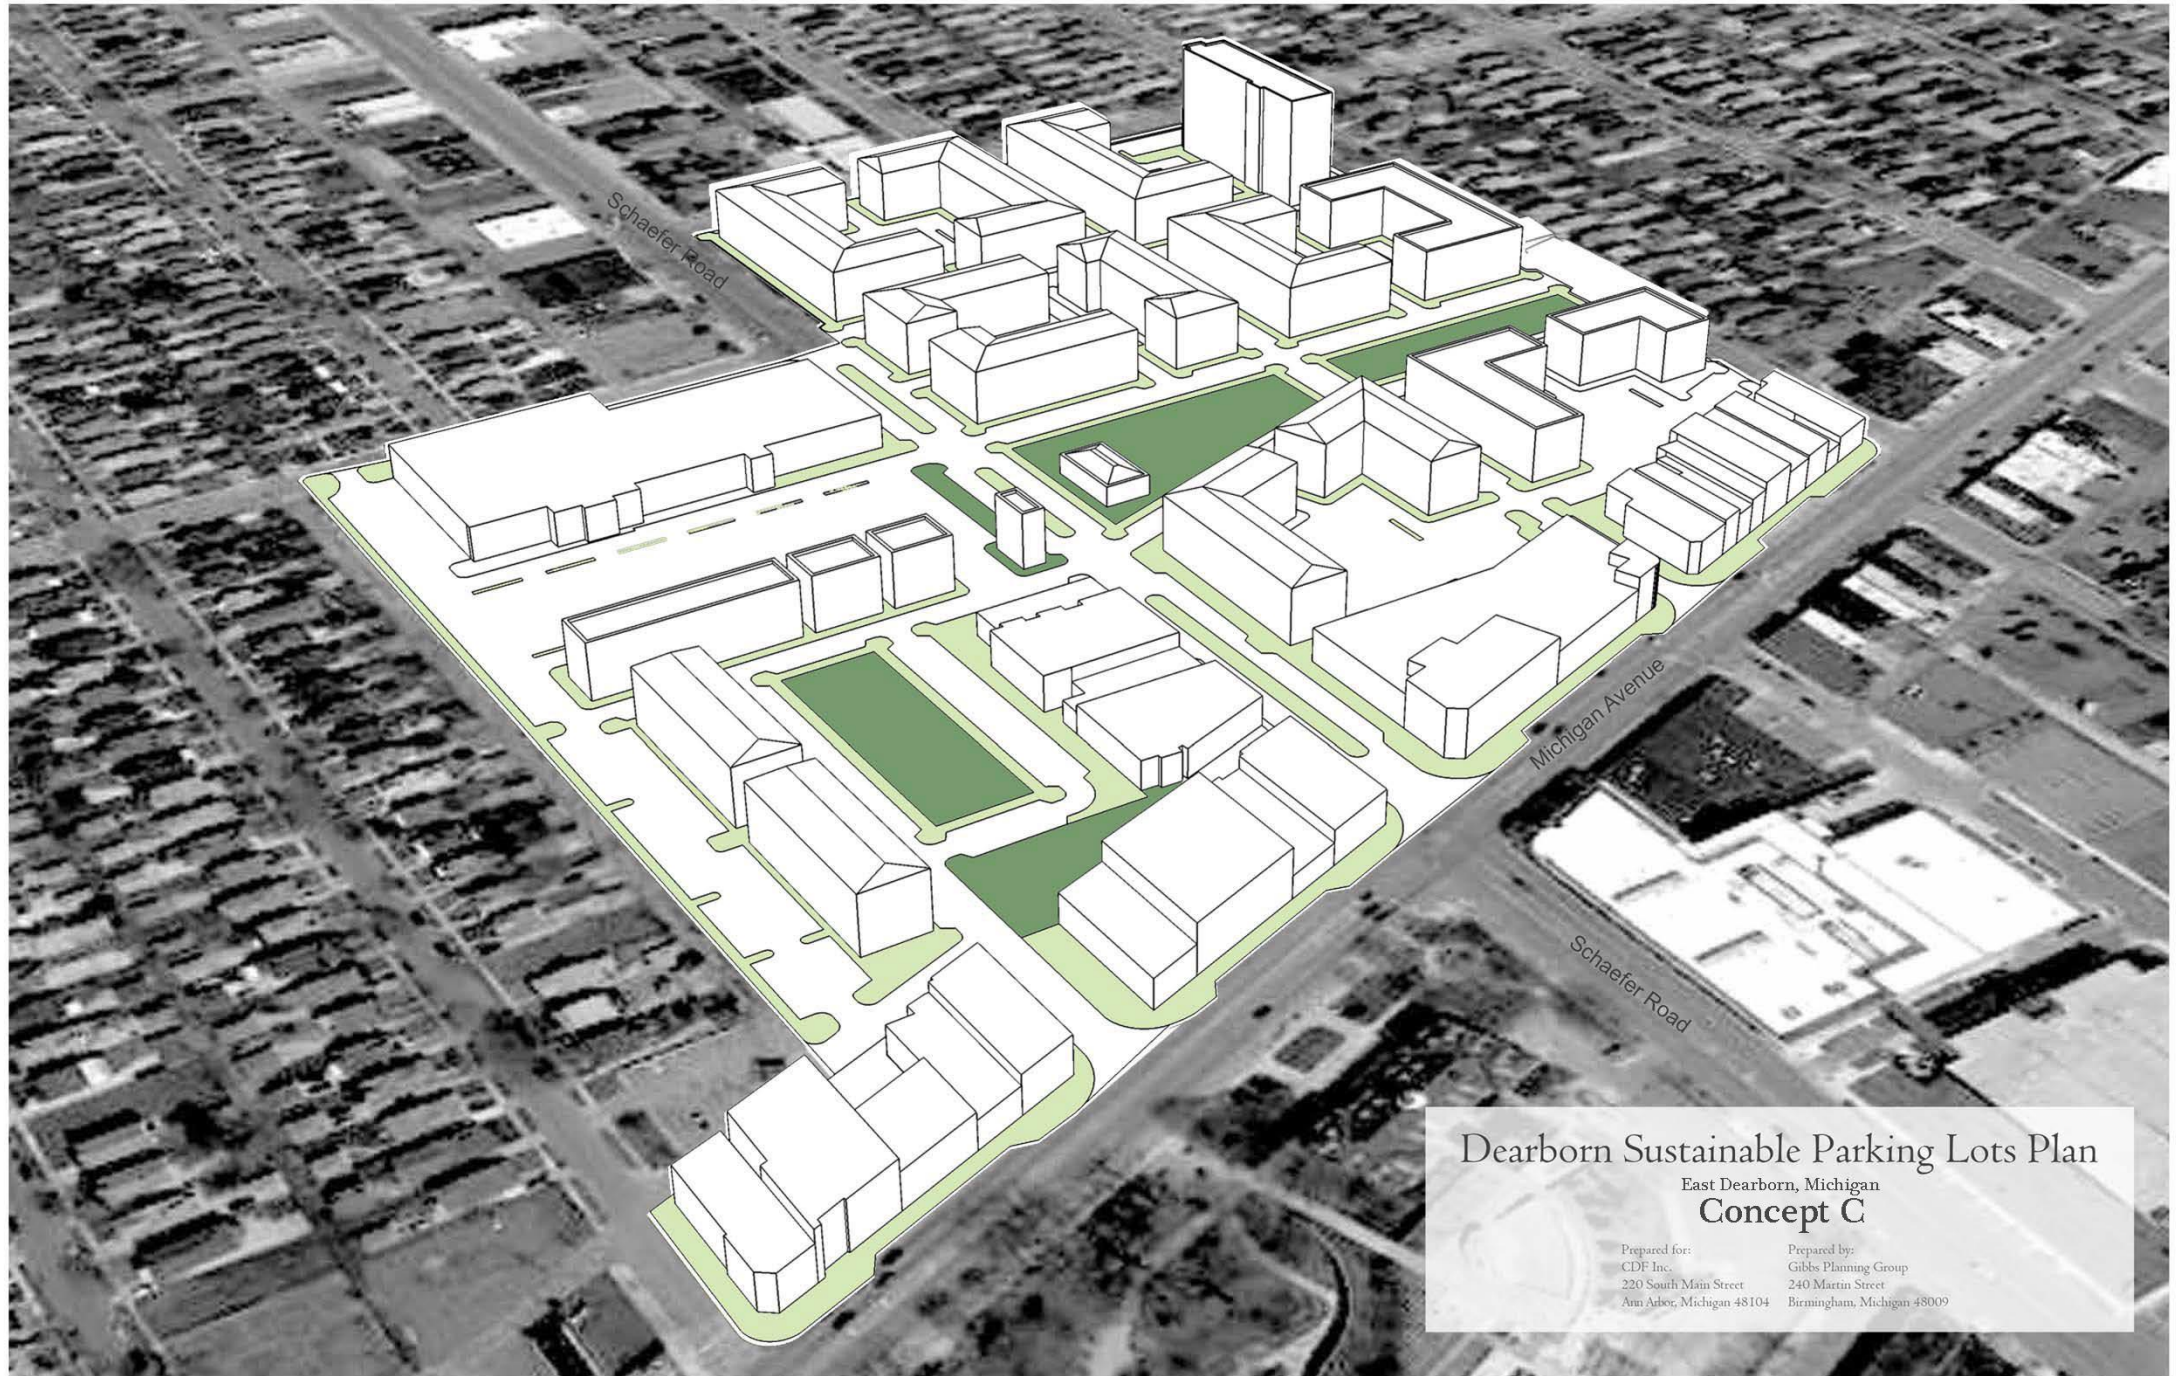 Schaefer Road
Michigan Avenue
Schaefer Road
Dearborn Sustainable Parking Lots Plan
East Dearborn, Michigan
Concept C
Prepared for:
CDF Inc.
220 South Main Street
Ann Arbor, Michigan 48104
Prepared by:
Gibbs Planning Group
240 Martin Street
Birmingham, Michigan 48009